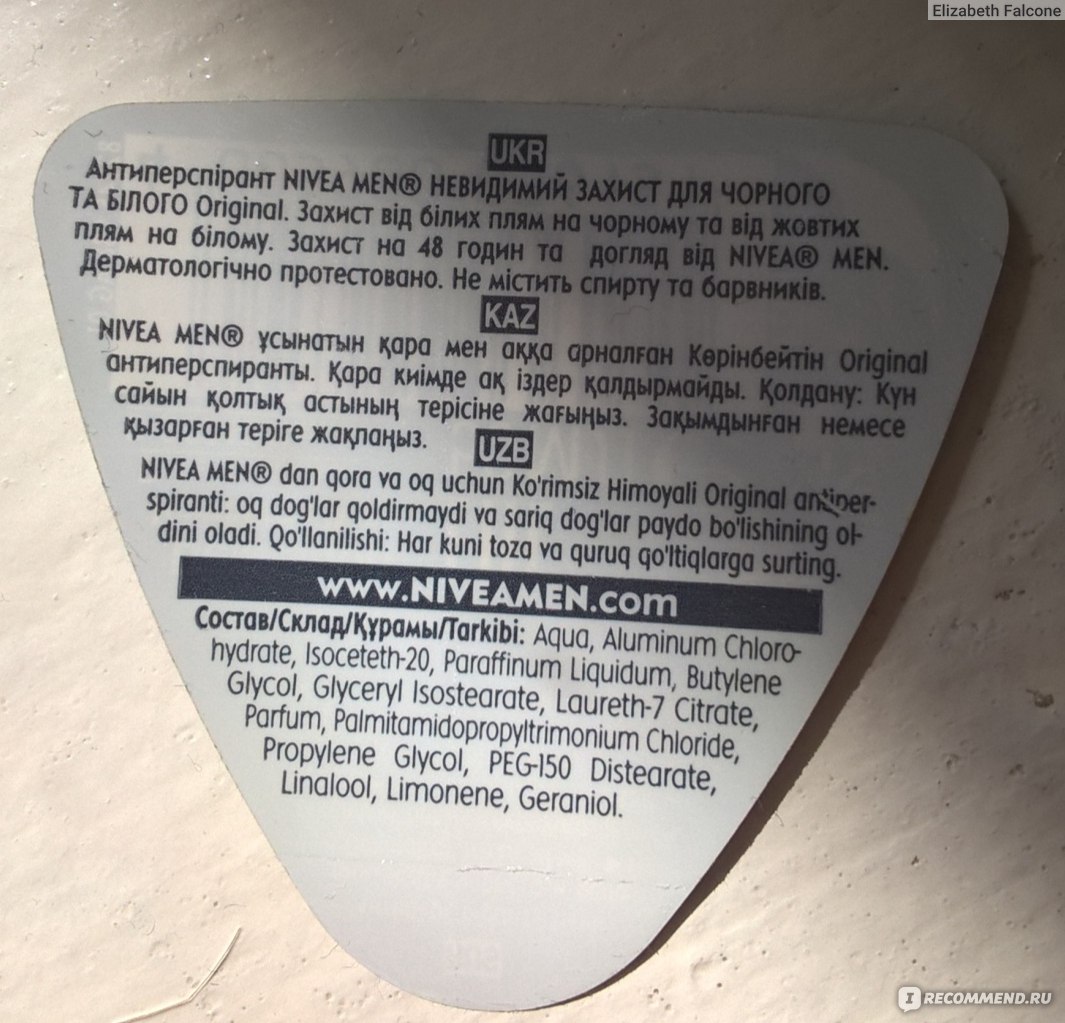 Elizabeth Falcone
UKR
Антиперспірант NIVEA MEN® НЕВИДИМИЙ ЗАХИСТ ДЛЯ ЧОРНОГО
ТА БІЛОГО Original. Захист від білих плям на чорному та від жовтих
плям на білому. Захист на 48 годин та догляд від NIVEA® MEN.
Дерматологічно протестовано. Не містить спирту та барвників.
KAZ
NIVEA MEN® ұсынатын қара мен аққа арналған Көрінбейтін Original
антиперспиранты. Қара киімде ақ іздер қалдырмайды. Қолдану: Күн
сайын қолтық астының терісіне жағыңыз. Зақымдынған немесе
қызарған теріге жақпаңыз.
UZB
NIVEA MEN® dan qora va oq uchun Ko'rimsiz Himoyali Original antiper-
spiranti: oq dog'lar qoldirmaydi va sariq dog'lar paydo bo'lishining ol-
dini oladi. Qo'llanilishi: Har kuni toza va quruq qo'ltiqlarga surting.
www.NIVEAMEN.com
Состав/Склад/Құрамы/Tarkibi: Aqua, Aluminum Chloro-
hydrate, Isoceteth-20, Paraffinum Liquidum, Butylene
Glycol, Glyceryl Isostearate, Laureth-7 Citrate,
Parfum, Palmitamidopropyltrimonium Chloride,
Propylene Glycol, PEG-150 Distearate,
Linalool, Limonene, Geraniol.
IRECOMMEND.RU